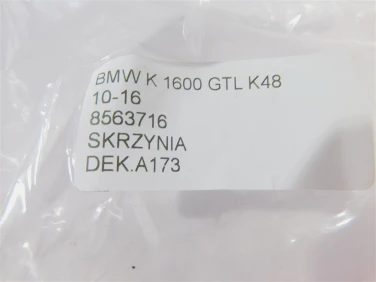 BMW K 1600 GTL K48
10-16
8563716
SKRZYNIA
DEK.A173